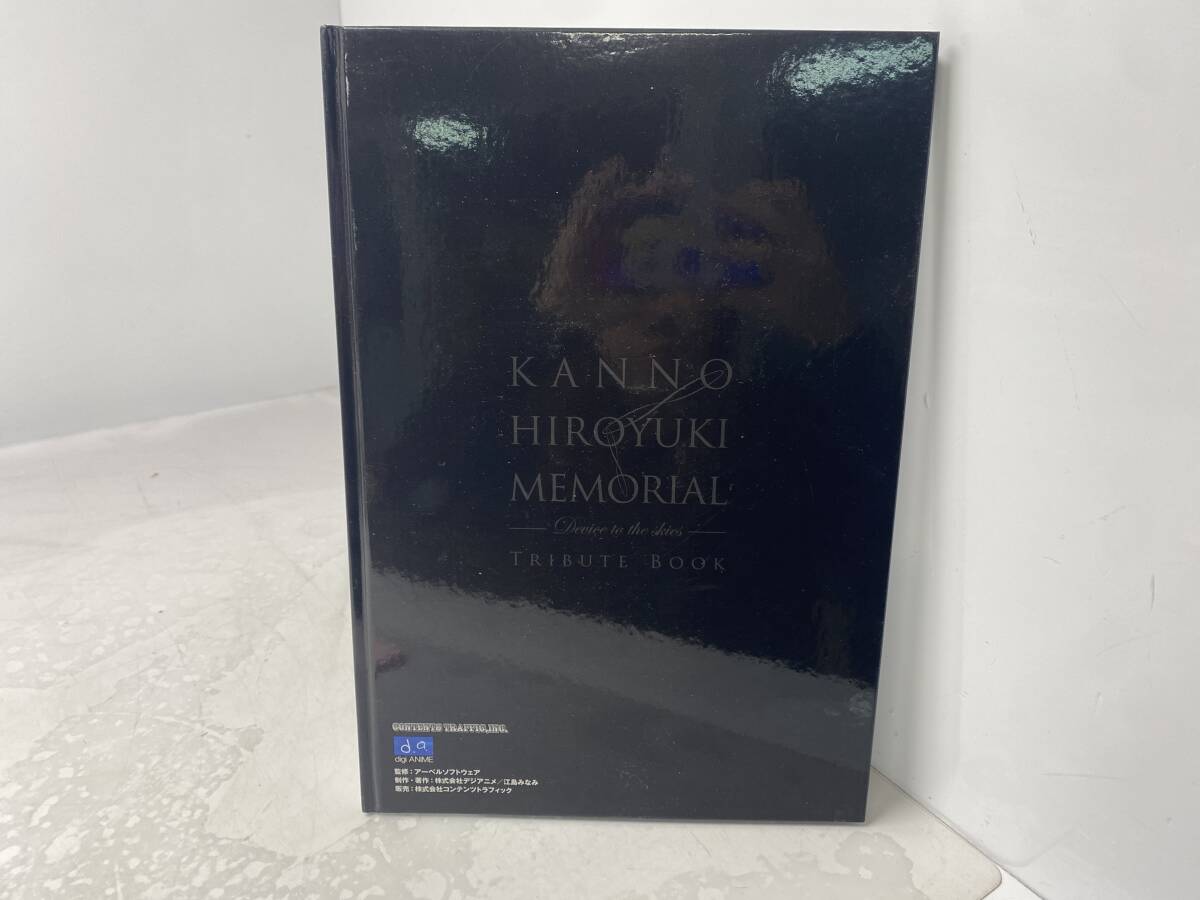 KANNO
HIROYUKI
MEMORIAL
Device to the skies
TRIBUTE BOOK
CONTENTS TRAFFIC,INC.
d.a.
digi ANIME
監修:アーベルソフトウェア
制作・著作:株式会社デジアニメ/江島みなみ
販売:株式会社コンテンツトラフィック